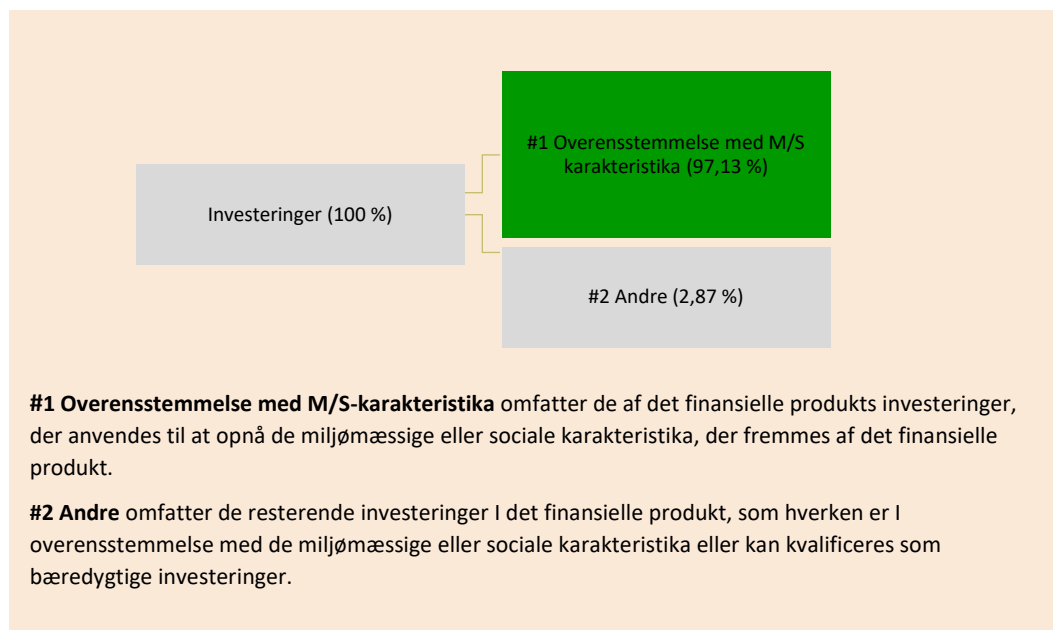 #1 Overensstemmelse med M/S
karakteristika (97,13 %)
Investeringer (100 %)
#2 Andre (2,87 %)
#1 Overensstemmelse med M/S-karakteristika omfatter de af det finansielle produkts investeringer,
der anvendes til at opnå de miljømæssige eller sociale karakteristika, der fremmes af det finansielle
produkt.
#2 Andre omfatter de resterende investeringer I det finansielle produkt, som hverken er I
overensstemmelse med de miljømæssige eller sociale karakteristika eller kan kvalificeres som
bæredygtige investeringer.